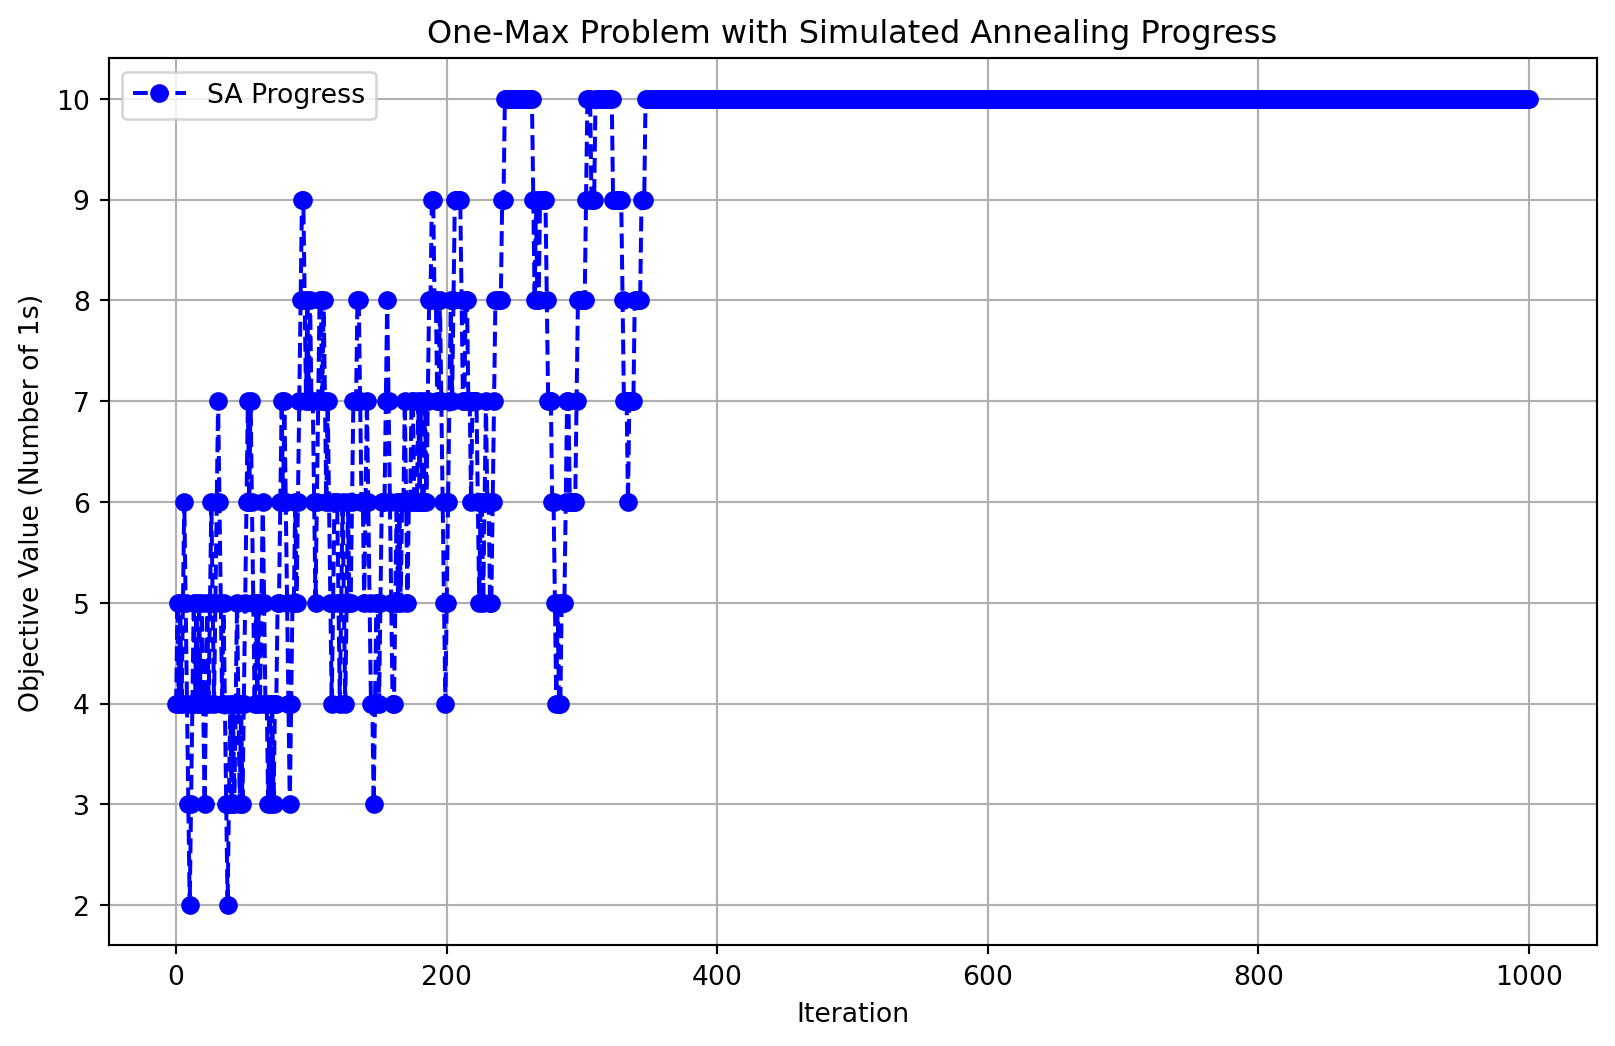 One-Max Problem with Simulated Annealing Progress
SA Progress
Objective Value (Number of 1s)
10
9
8
7
6
5
4
3
2
0 200 400 600 800 1000
Iteration